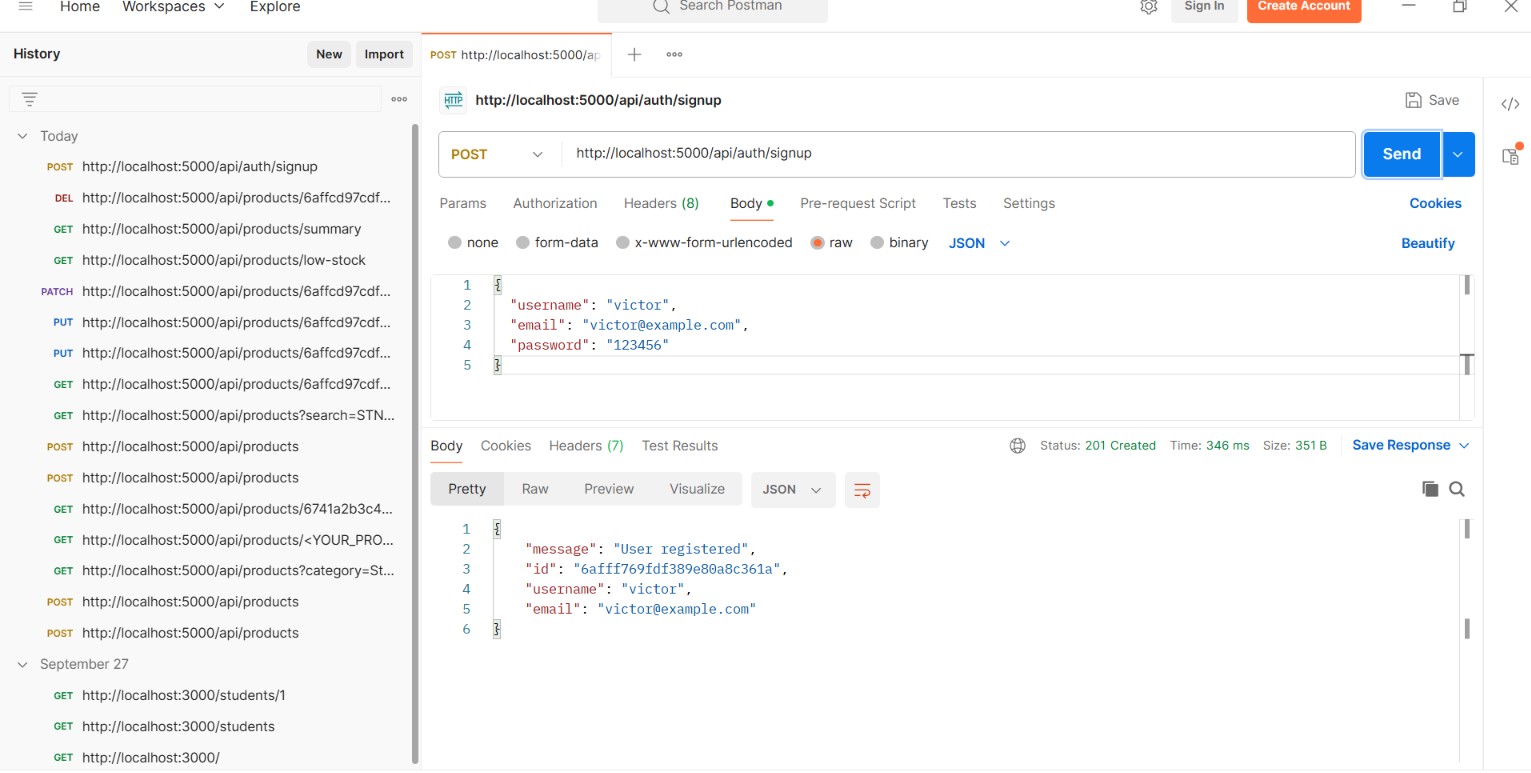 Home Workspaces Explore Search Postman Sign In Create Account
History New Import
POST http://localhost:5000/ap
Today
POST http://localhost:5000/api/auth/signup
DEL http://localhost:5000/api/products/6affcd97cdf...
GET http://localhost:5000/api/products/summary
GET http://localhost:5000/api/products/low-stock
PATCH http://localhost:5000/api/products/6affcd97cdf...
PUT http://localhost:5000/api/products/6affcd97cdf...
PUT http://localhost:5000/api/products/6affcd97cdf...
GET http://localhost:5000/api/products/6affcd97cdf...
GET http://localhost:5000/api/products?search=STN...
POST http://localhost:5000/api/products
POST http://localhost:5000/api/products
GET http://localhost:5000/api/products/6741a2b3c4...
GET http://localhost:5000/api/products/<YOUR_PRO...
GET http://localhost:5000/api/products?category=St...
POST http://localhost:5000/api/products
POST http://localhost:5000/api/products
September 27
GET http://localhost:3000/students/1
GET http://localhost:3000/students
GET http://localhost:3000/
HTTP http://localhost:5000/api/auth/signup Save
POST http://localhost:5000/api/auth/signup Send
Params Authorization Headers (8) Body Pre-request Script Tests Settings Cookies
none form-data x-www-form-urlencoded raw binary JSON Beautify
1 {
2 "username": "victor",
3 "email": "victor@example.com",
4 "password": "123456"
5 }
Body Cookies Headers (7) Test Results Status: 201 Created Time: 346 ms Size: 351 B Save Response
Pretty Raw Preview Visualize JSON
1 {
2 "message": "User registered",
3 "id": "6afff769fdf389e80a8c361a",
4 "username": "victor",
5 "email": "victor@example.com"
6 }